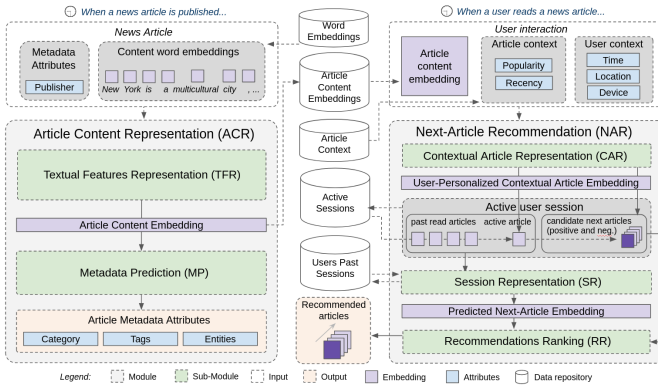 When a news article is published...
News Article
Metadata
Attributes
Publisher
Content word embeddings
New York is a multicultural city , ...
Article Content Representation (ACR)
Textual Features Representation (TFR)
Article Content Embedding
Metadata Prediction (MP)
Article Metadata Attributes
Category
Tags
Entities
Word
Embeddings
Article
Content
Embeddings
Article
Context
Active
Sessions
Users Past
Sessions
Recommended
articles
When a user reads a news article...
User interaction
Article
content
embedding
Article context
Popularity
Recency
User context
Time
Location
Device
Next-Article Recommendation (NAR)
Contextual Article Representation (CAR)
User-Personalized Contextual Article Embedding
Active user session
past read articles
active article
candidate next articles
(positive and neg.)
Session Representation (SR)
Predicted Next-Article Embedding
Recommendations Ranking (RR)
Legend:
Module
Sub-Module
Input
Output
Embedding
Attributes
Data repository